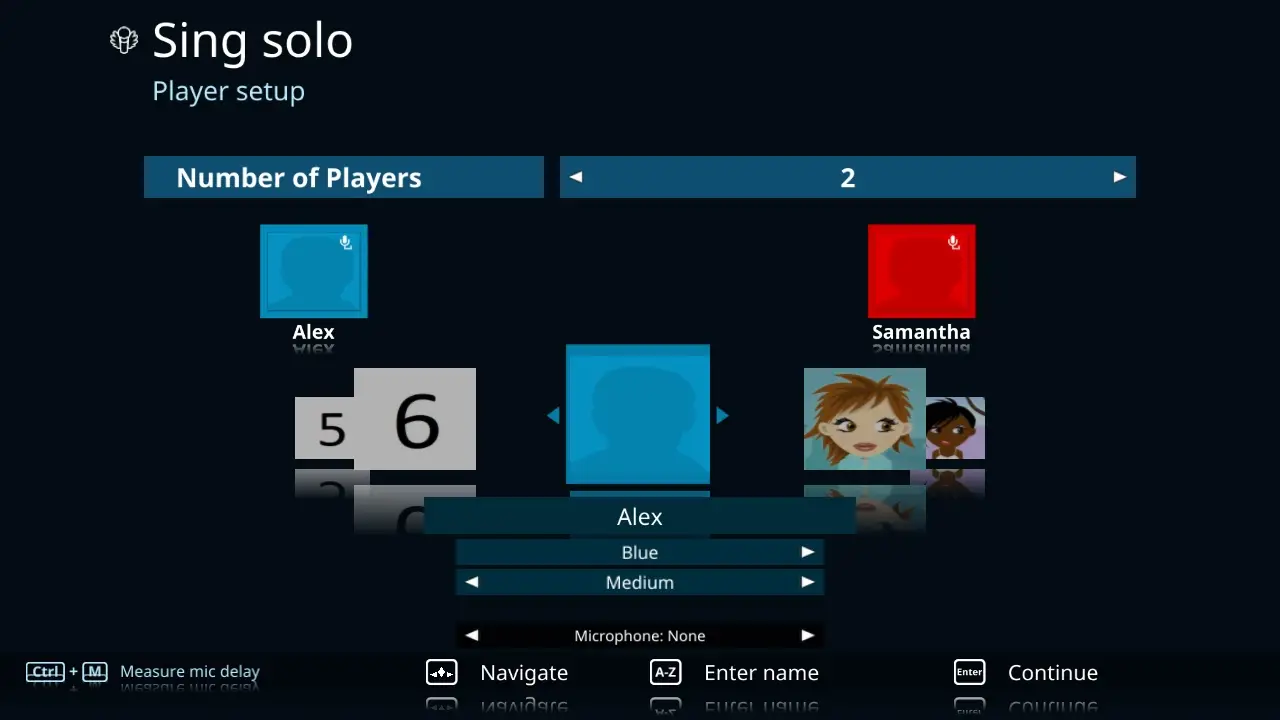 Sing solo
Player setup
Number of Players
2
Alex
Samantha
5
6
Alex
Blue
Medium
Microphone: None
Ctrl + M Measure mic delay
Navigate
A-Z Enter name
Enter Continue